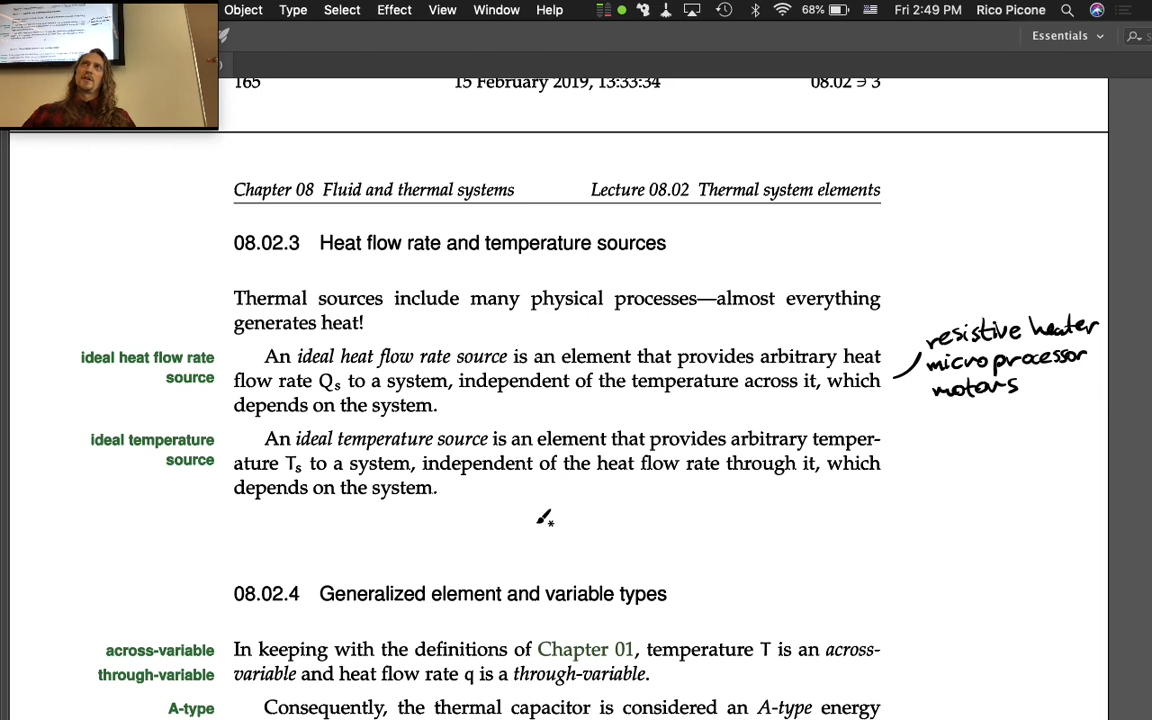 Object Type Select Effect View Window Help 68% Fri 2:49 PM Rico Picone
Essentials
165 15 February 2019, 13:33:34 08.02 ∋ 3
Chapter 08 Fluid and thermal systems Lecture 08.02 Thermal system elements
08.02.3 Heat flow rate and temperature sources
Thermal sources include many physical processes—almost everything
generates heat!
ideal heat flow rate
source
An ideal heat flow rate source is an element that provides arbitrary heat
flow rate Qs to a system, independent of the temperature across it, which
depends on the system.
resistive heater
microprocessor
motors
ideal temperature
source
An ideal temperature source is an element that provides arbitrary temper-
ature Ts to a system, independent of the heat flow rate through it, which
depends on the system.
08.02.4 Generalized element and variable types
across-variable
through-variable
In keeping with the definitions of Chapter 01, temperature T is an across-
variable and heat flow rate q is a through-variable.
A-type
Consequently, the thermal capacitor is considered an A-type energy